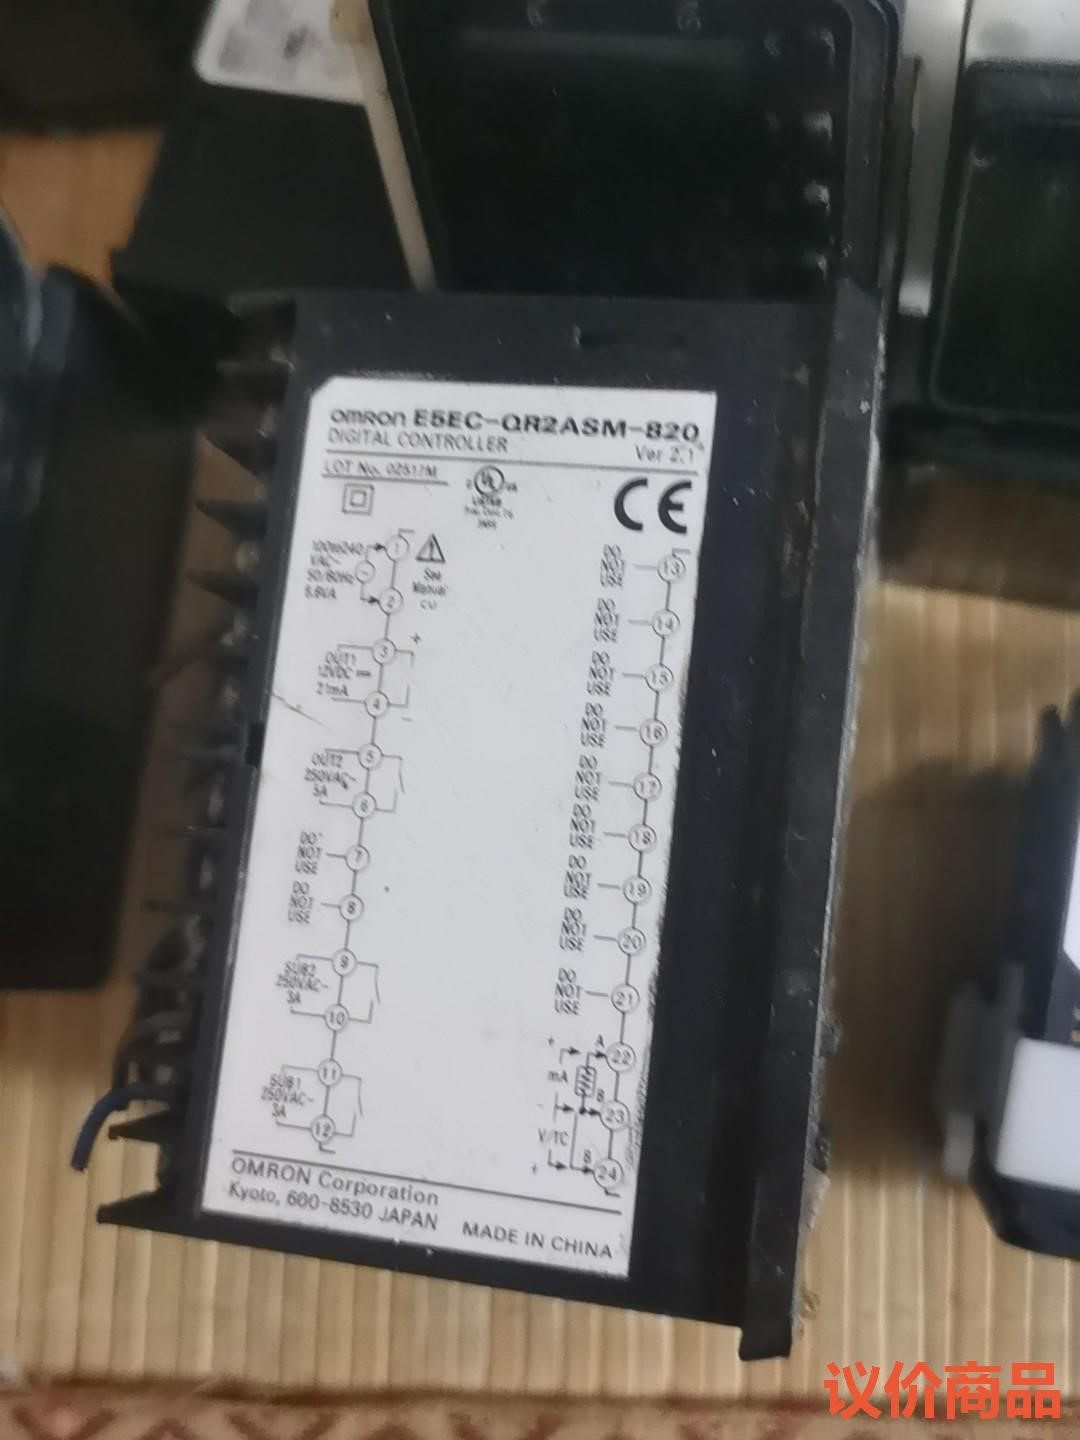 OMRON E5EC-QR2ASM-820
DIGITAL CONTROLLER
Ver 2.1
LOT No. 02517M
UL
LISTED
CE
100to240
VAC~
50/60Hz
1
2
See
Manual
OUT1
12VDC
21mA
3
+
4
-
OUT2
250VAC~
5A
5
6
DO
NOT
USE
7
DO
NOT
USE
8
SUB2
250VAC~
3A
9
10
SUB1
250VAC~
3A
11
12
DO
NOT
USE
13
DO
NOT
USE
14
DO
NOT
USE
15
DO
NOT
USE
16
DO
NOT
USE
17
DO
NOT
USE
18
DO
NOT
USE
19
DO
NOT
USE
20
DO
NOT
USE
21
+
A
22
mA
B
-
23
V/TC
B
+
24
OMRON Corporation
Kyoto, 600-8530 JAPAN
MADE IN CHINA
议价商品